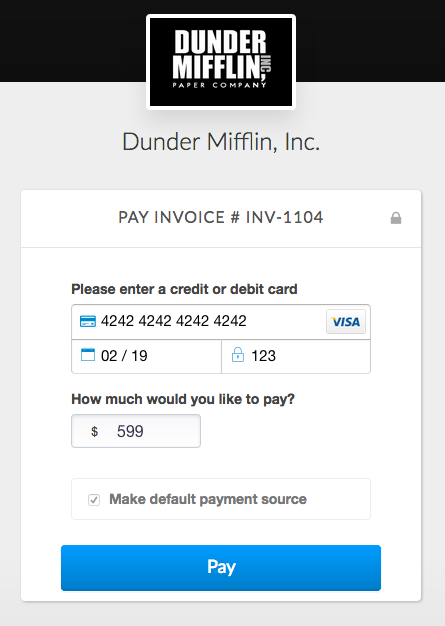 DUNDER
MIFFLIN, INC
PAPER COMPANY
Dunder Mifflin, Inc.
PAY INVOICE # INV-1104
Please enter a credit or debit card
4242 4242 4242 4242 VISA
02 / 19 123
How much would you like to pay?
$ 599
Make default payment source
Pay